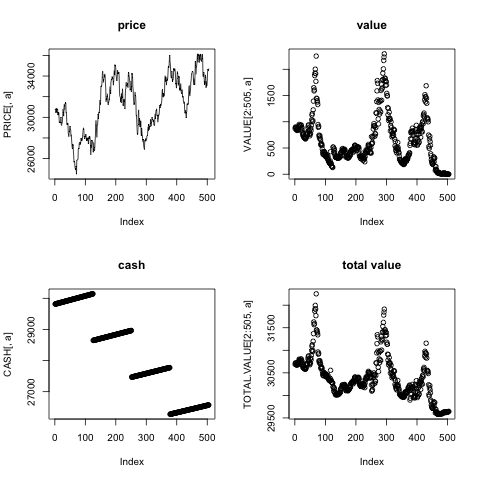 price
PRICE[, a]
26000 30000 34000
0 100 200 300 400 500
Index
value
VALUE[2:505, a]
0 500 1500
0 100 200 300 400 500
Index
cash
CASH[, a]
27000 29000
0 100 200 300 400 500
Index
total value
TOTAL.VALUE[2:505, a]
29500 30500 31500
0 100 200 300 400 500
Index